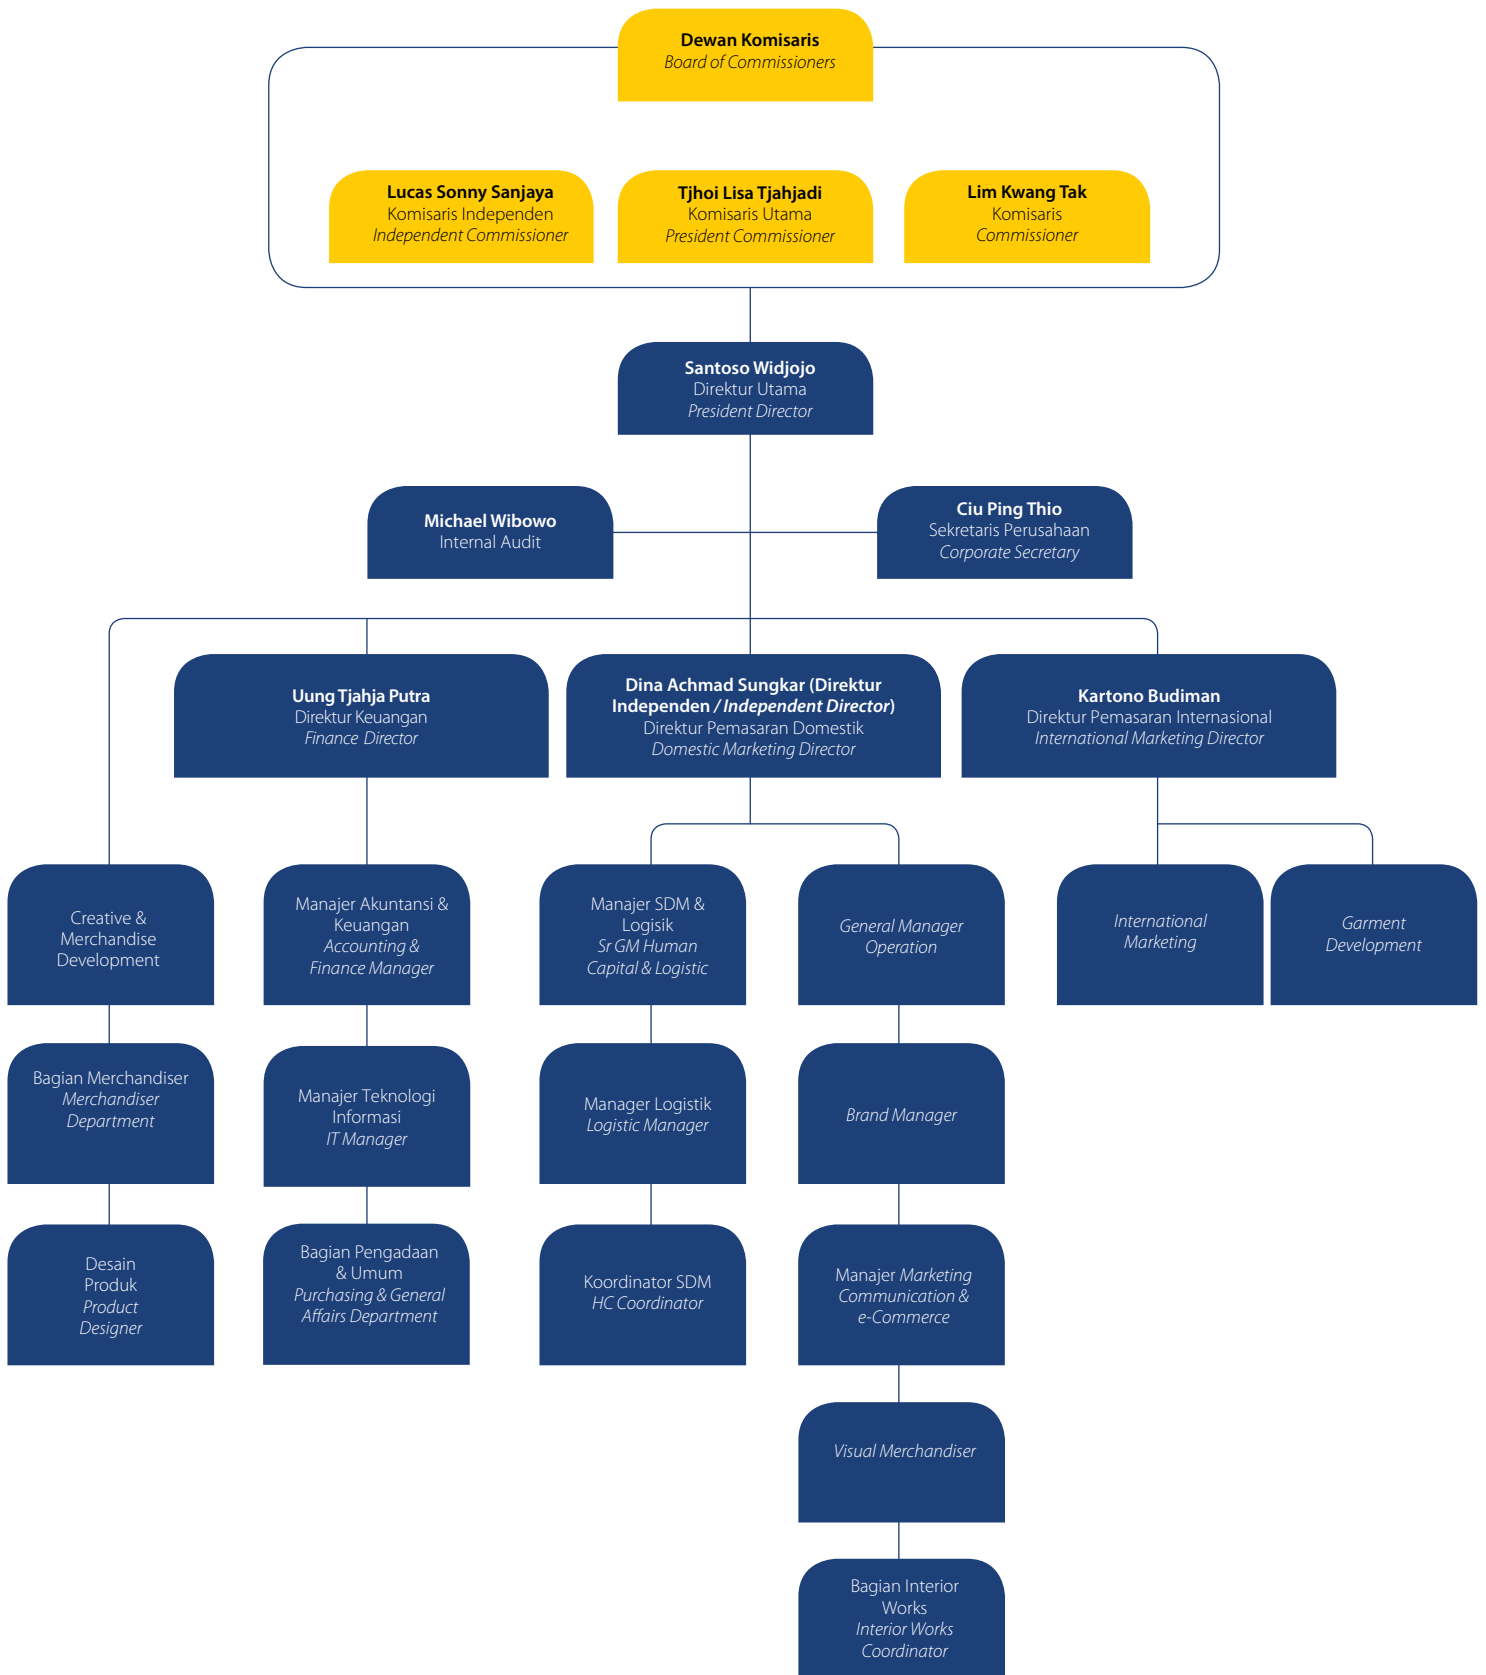 Dewan Komisaris
Board of Commissioners
Lucas Sonny Sanjaya
Komisaris Independen
Independent Commissioner
Tjhoi Lisa Tjahjadi
Komisaris Utama
President Commissioner
Lim Kwang Tak
Komisaris
Commissioner
Santoso Widjojo
Direktur Utama
President Director
Michael Wibowo
Internal Audit
Ciu Ping Thio
Sekretaris Perusahaan
Corporate Secretary
Uung Tjahja Putra
Direktur Keuangan
Finance Director
Dina Achmad Sungkar (Direktur
Independen / Independent Director)
Direktur Pemasaran Domestik
Domestic Marketing Director
Kartono Budiman
Direktur Pemasaran Internasional
International Marketing Director
Creative &
Merchandise
Development
Manajer Akuntansi &
Keuangan
Accounting &
Finance Manager
Manajer SDM &
Logisik
Sr GM Human
Capital & Logistic
General Manager
Operation
International
Marketing
Garment
Development
Bagian Merchandiser
Merchandiser
Department
Manajer Teknologi
Informasi
IT Manager
Manager Logistik
Logistic Manager
Brand Manager
Desain
Produk
Product
Designer
Bagian Pengadaan
& Umum
Purchasing & General
Affairs Department
Koordinator SDM
HC Coordinator
Manajer Marketing
Communication &
e-Commerce
Visual Merchandiser
Bagian Interior
Works
Interior Works
Coordinator